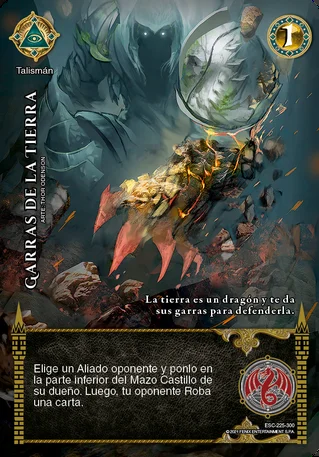 1
Talismán
GARRAS DE LA TIERRA
ARTE: THOR ODENSON
La tierra es un dragón y te da
sus garras para defenderla.
Elige un Aliado oponente y ponlo en
la parte inferior del Mazo Castillo de
su dueño. Luego, tu oponente Roba
una carta.
ESC-225-300
© 2021 FENIX ENTERTAINMENT S.P.A.